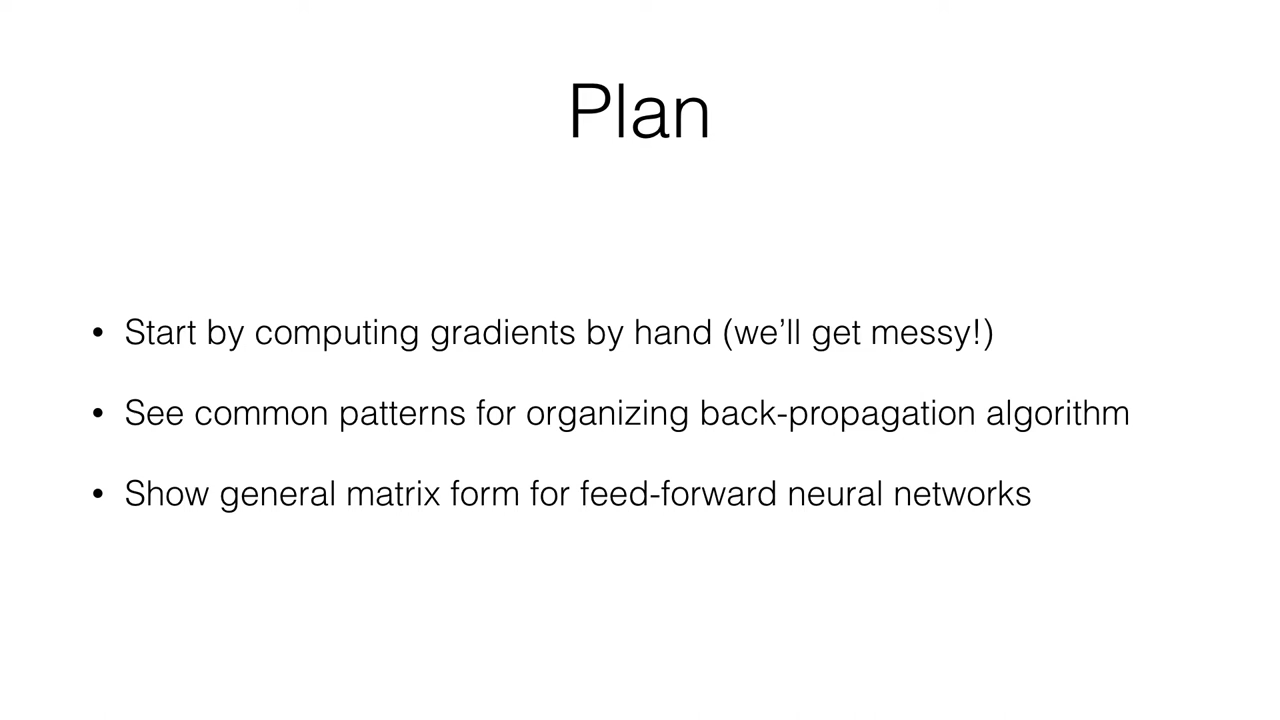 Plan
• Start by computing gradients by hand (we’ll get messy!)
• See common patterns for organizing back-propagation algorithm
• Show general matrix form for feed-forward neural networks